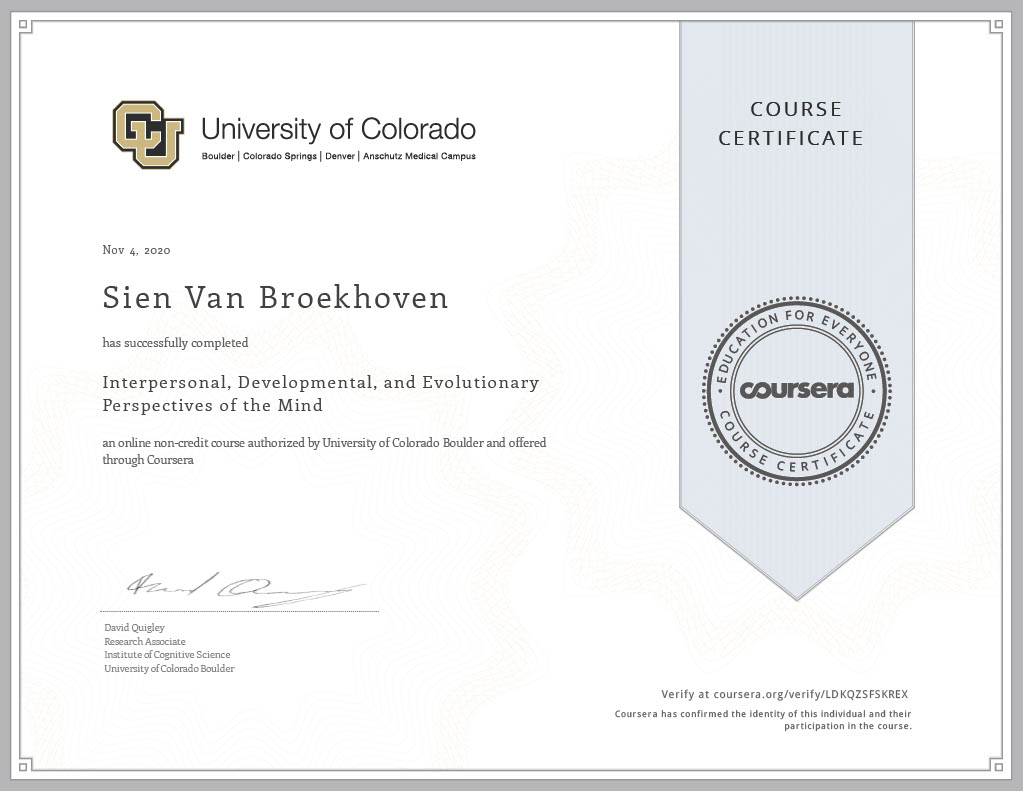 CU
University of Colorado
Boulder | Colorado Springs | Denver | Anschutz Medical Campus
COURSE
CERTIFICATE
Nov 4, 2020
Sien Van Broekhoven
has successfully completed
Interpersonal, Developmental, and Evolutionary
Perspectives of the Mind
an online non-credit course authorized by University of Colorado Boulder and offered
through Coursera
EDUCATION FOR EVERYONE
coursera
COURSE CERTIFICATE
David Quigley
Research Associate
Institute of Cognitive Science
University of Colorado Boulder
Verify at coursera.org/verify/LDKQZSFSKREX
Coursera has confirmed the identity of this individual and their
participation in the course.